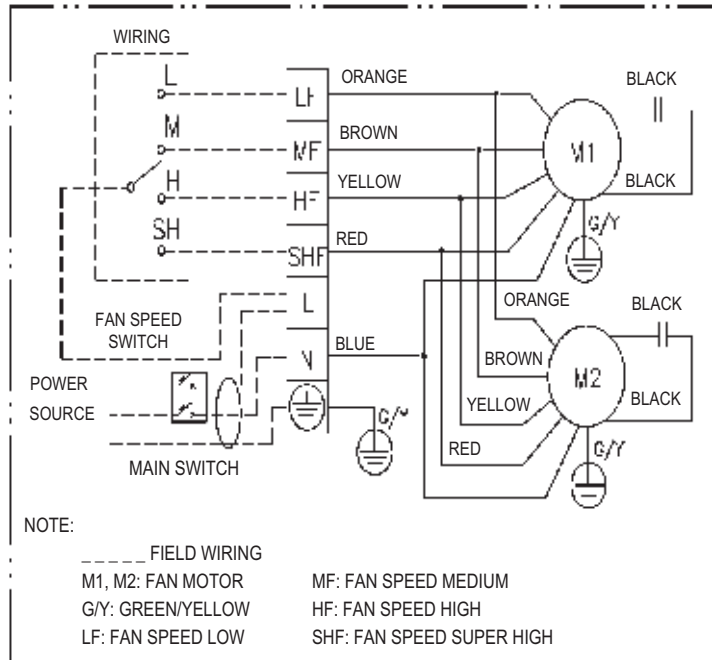 WIRING
L
M
H
SH
FAN SPEED
SWITCH
POWER
SOURCE
MAIN SWITCH
LF
MF
HF
SHF
L
N
ORANGE
BROWN
YELLOW
RED
BLUE
G/Y
M1
BLACK
BLACK
G/Y
ORANGE
BROWN
YELLOW
RED
M2
BLACK
BLACK
G/Y
NOTE:
FIELD WIRING
M1, M2: FAN MOTOR MF: FAN SPEED MEDIUM
G/Y: GREEN/YELLOW HF: FAN SPEED HIGH
LF: FAN SPEED LOW SHF: FAN SPEED SUPER HIGH